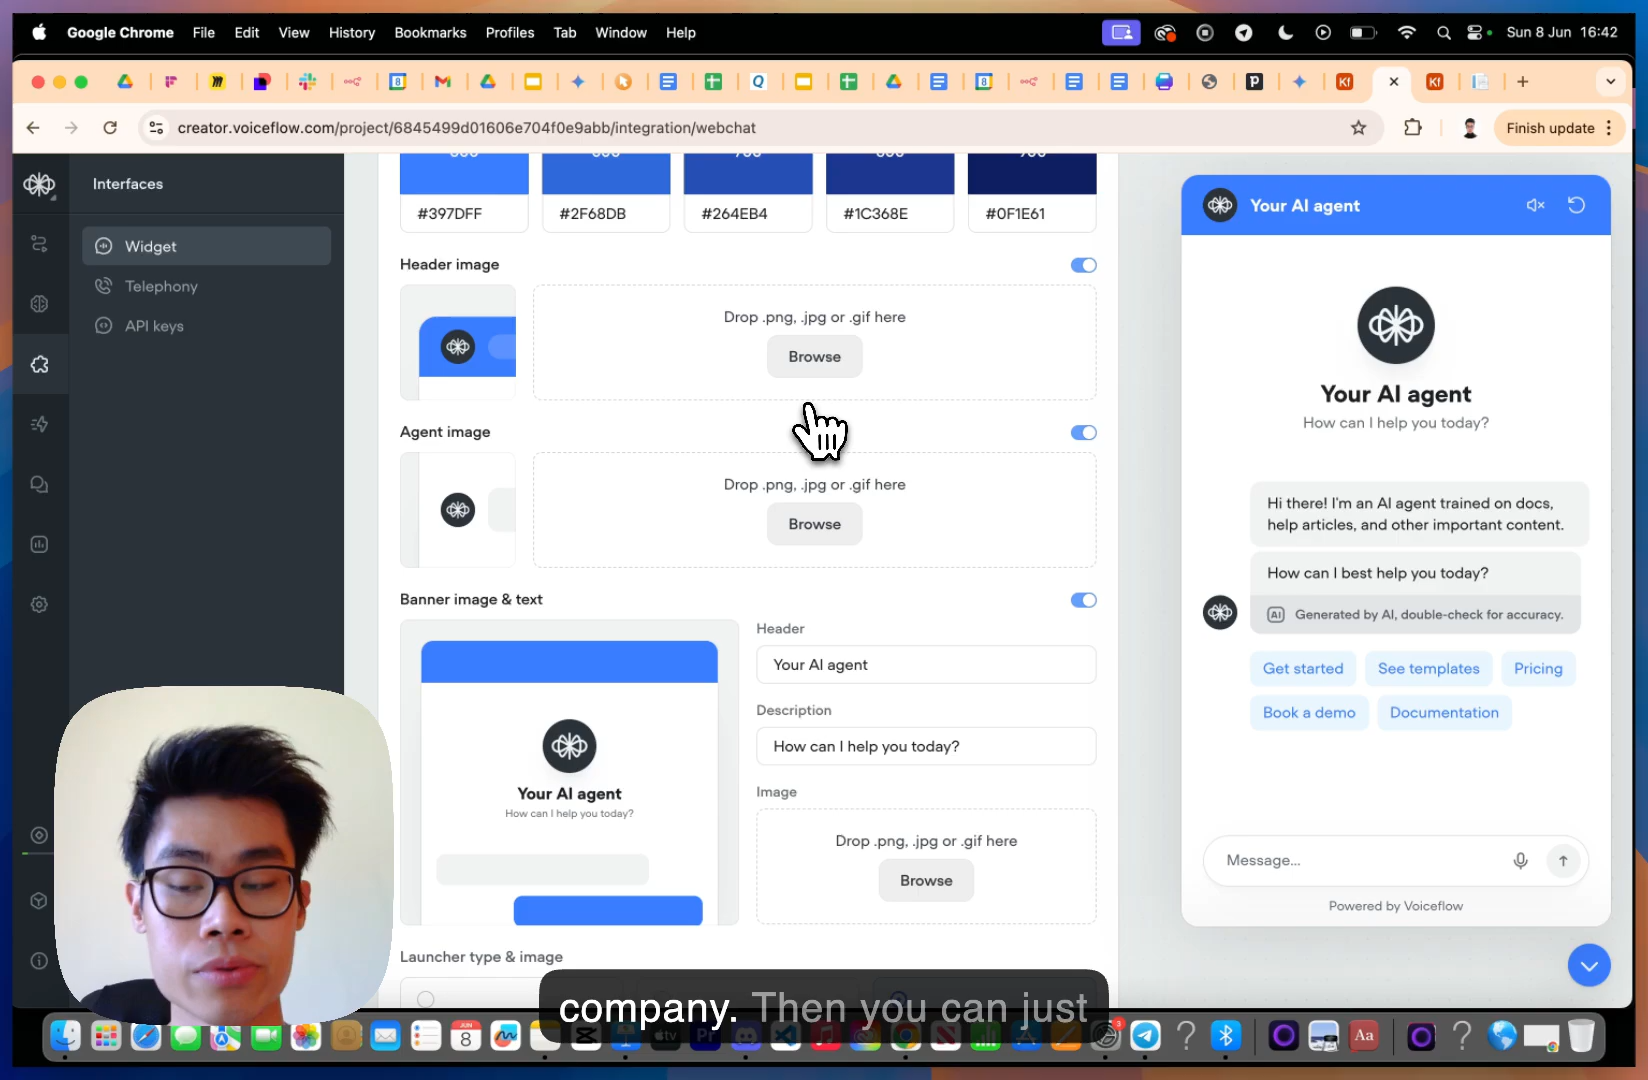 Google Chrome File Edit View History Bookmarks Profiles Tab Window Help Sun 8 Jun 16:42
creator.voiceflow.com/project/6845499d01606e704f0e9abb/integration/webchat Finish update
Interfaces
Widget
Telephony
API keys
#397DFF #2F68DB #264EB4 #1C368E #0F1E61
Header image
Drop .png, .jpg or .gif here
Browse
Agent image
Drop .png, .jpg or .gif here
Browse
Banner image & text
Header
Your AI agent
Description
How can I help you today?
Image
Drop .png, .jpg or .gif here
Browse
Your AI agent
How can I help you today?
Launcher type & image
Your AI agent
Your AI agent
How can I help you today?
Hi there! I'm an AI agent trained on docs,
help articles, and other important content.
How can I best help you today?
AI Generated by AI, double-check for accuracy.
Get started See templates Pricing
Book a demo Documentation
Message...
Powered by Voiceflow
company. Then you can just